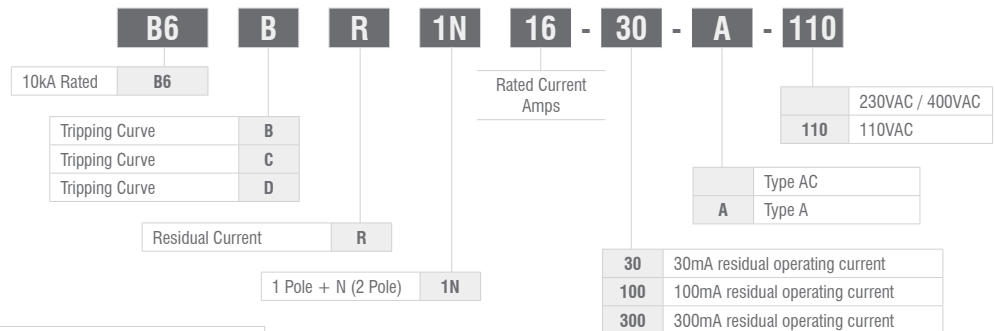 B6 B R 1N 16 - 30 - A - 110
10kA Rated B6
Rated Current
Amps
230VAC / 400VAC
110 110VAC
Tripping Curve B
Tripping Curve C
Tripping Curve D
Type AC
A Type A
Residual Current R
30 30mA residual operating current
1 Pole + N (2 Pole) 1N
100 100mA residual operating current
300 300mA residual operating current